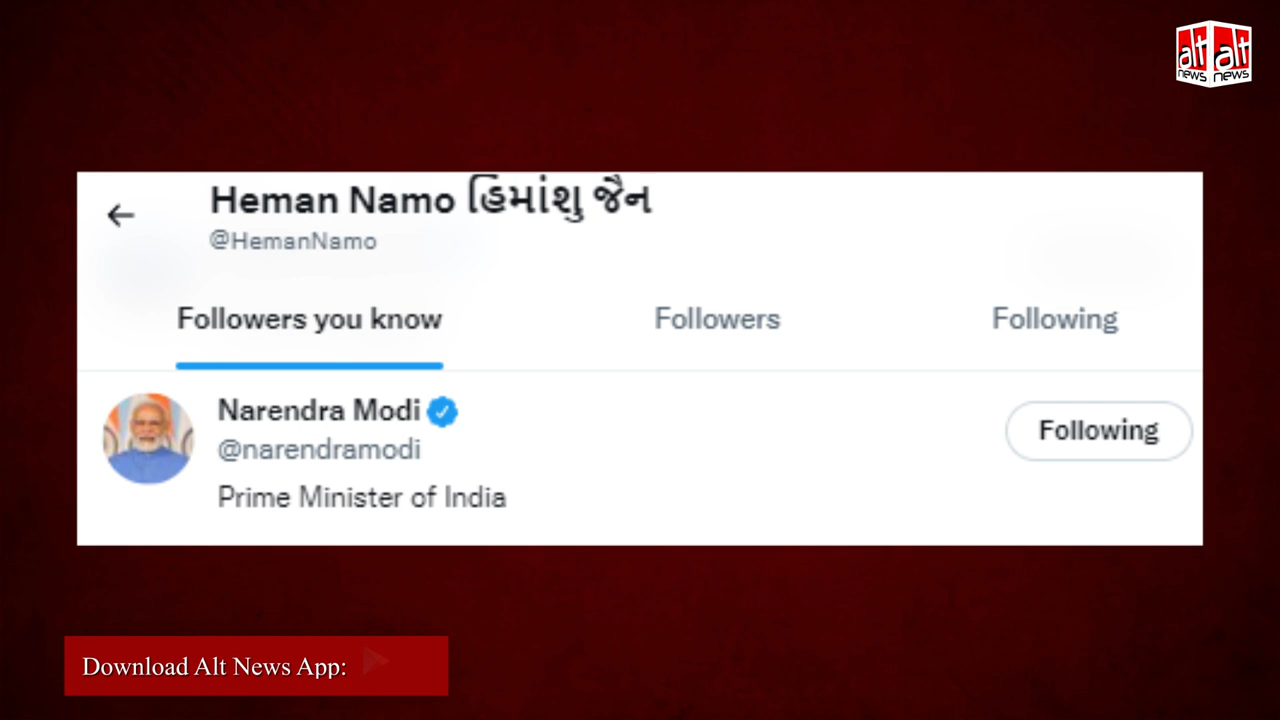 alt alt
news news
Heman Namo હિમાંશુ જૈન
@HemanNamo
Followers you know Followers Following
Narendra Modi
@narendramodi
Following
Prime Minister of India
Download Alt News App: